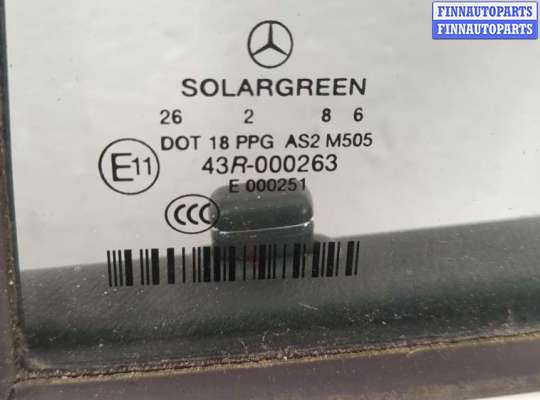 FINNAUTOPARTS
FINNAUTOPARTS
SOLARGREEN
26 2 8 6
DOT 18 PPG AS2 M505
E11 43R-000263
E 000251
CCC